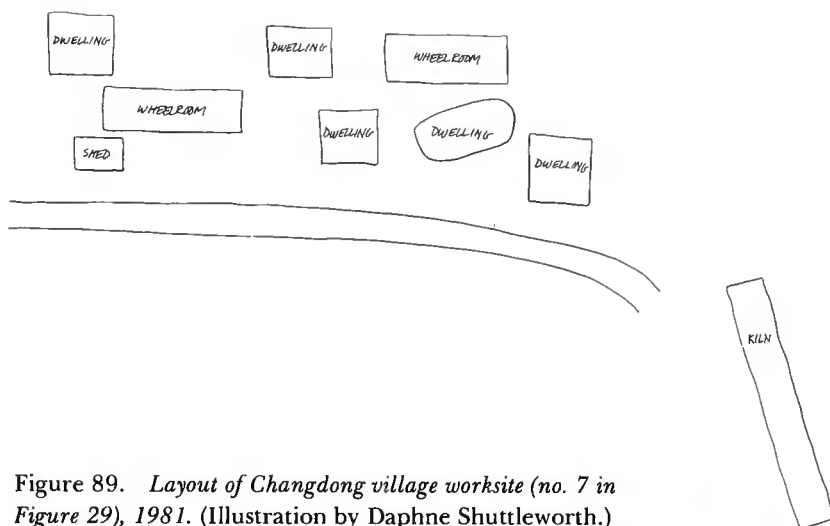 DWELLING
DWELLING
WHEELROOM
WHEELROOM
DWELLING
DWELLING
SHED
DWELLING
KILN
Figure 89. Layout of Changdong village worksite (no. 7 in
Figure 29), 1981. (Illustration by Daphne Shuttleworth.)